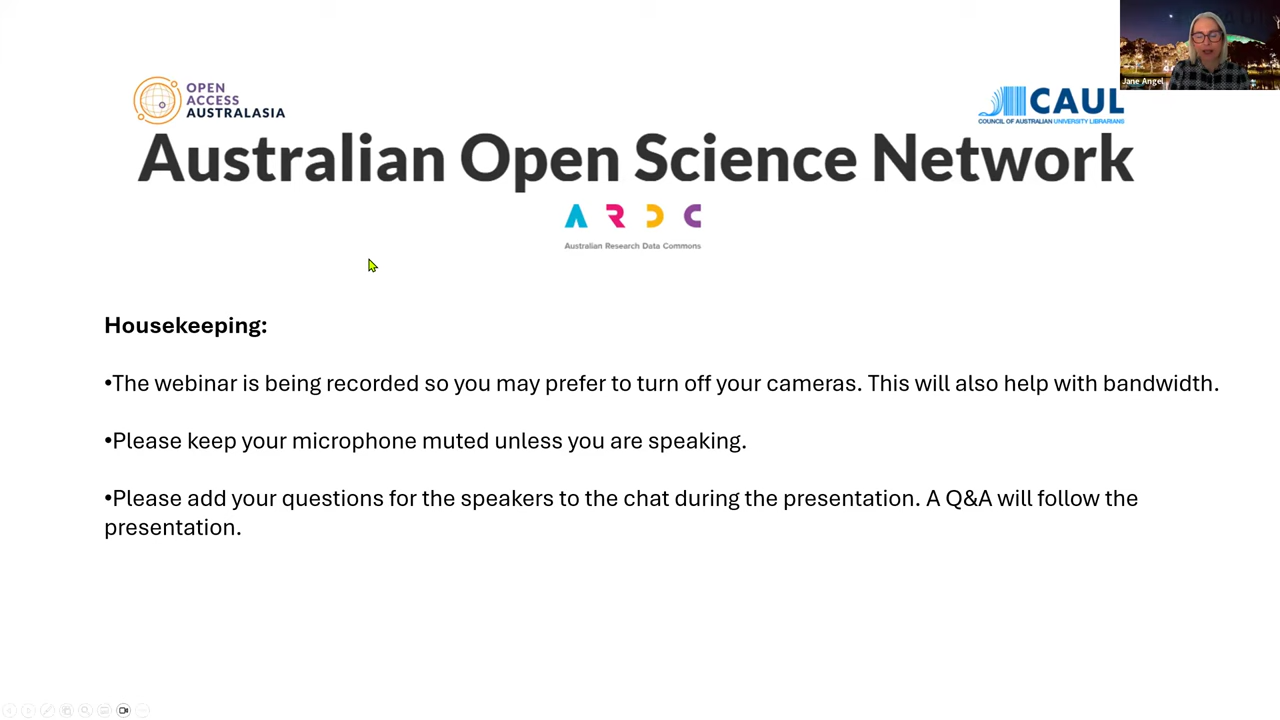 Jane Angel
OPEN
ACCESS
AUSTRALASIA
CAUL
COUNCIL OF AUSTRALIAN UNIVERSITY LIBRARIANS
Australian Open Science Network
ARDC
Australian Research Data Commons
Housekeeping:
•The webinar is being recorded so you may prefer to turn off your cameras. This will also help with bandwidth.
•Please keep your microphone muted unless you are speaking.
•Please add your questions for the speakers to the chat during the presentation. A Q&A will follow the
presentation.